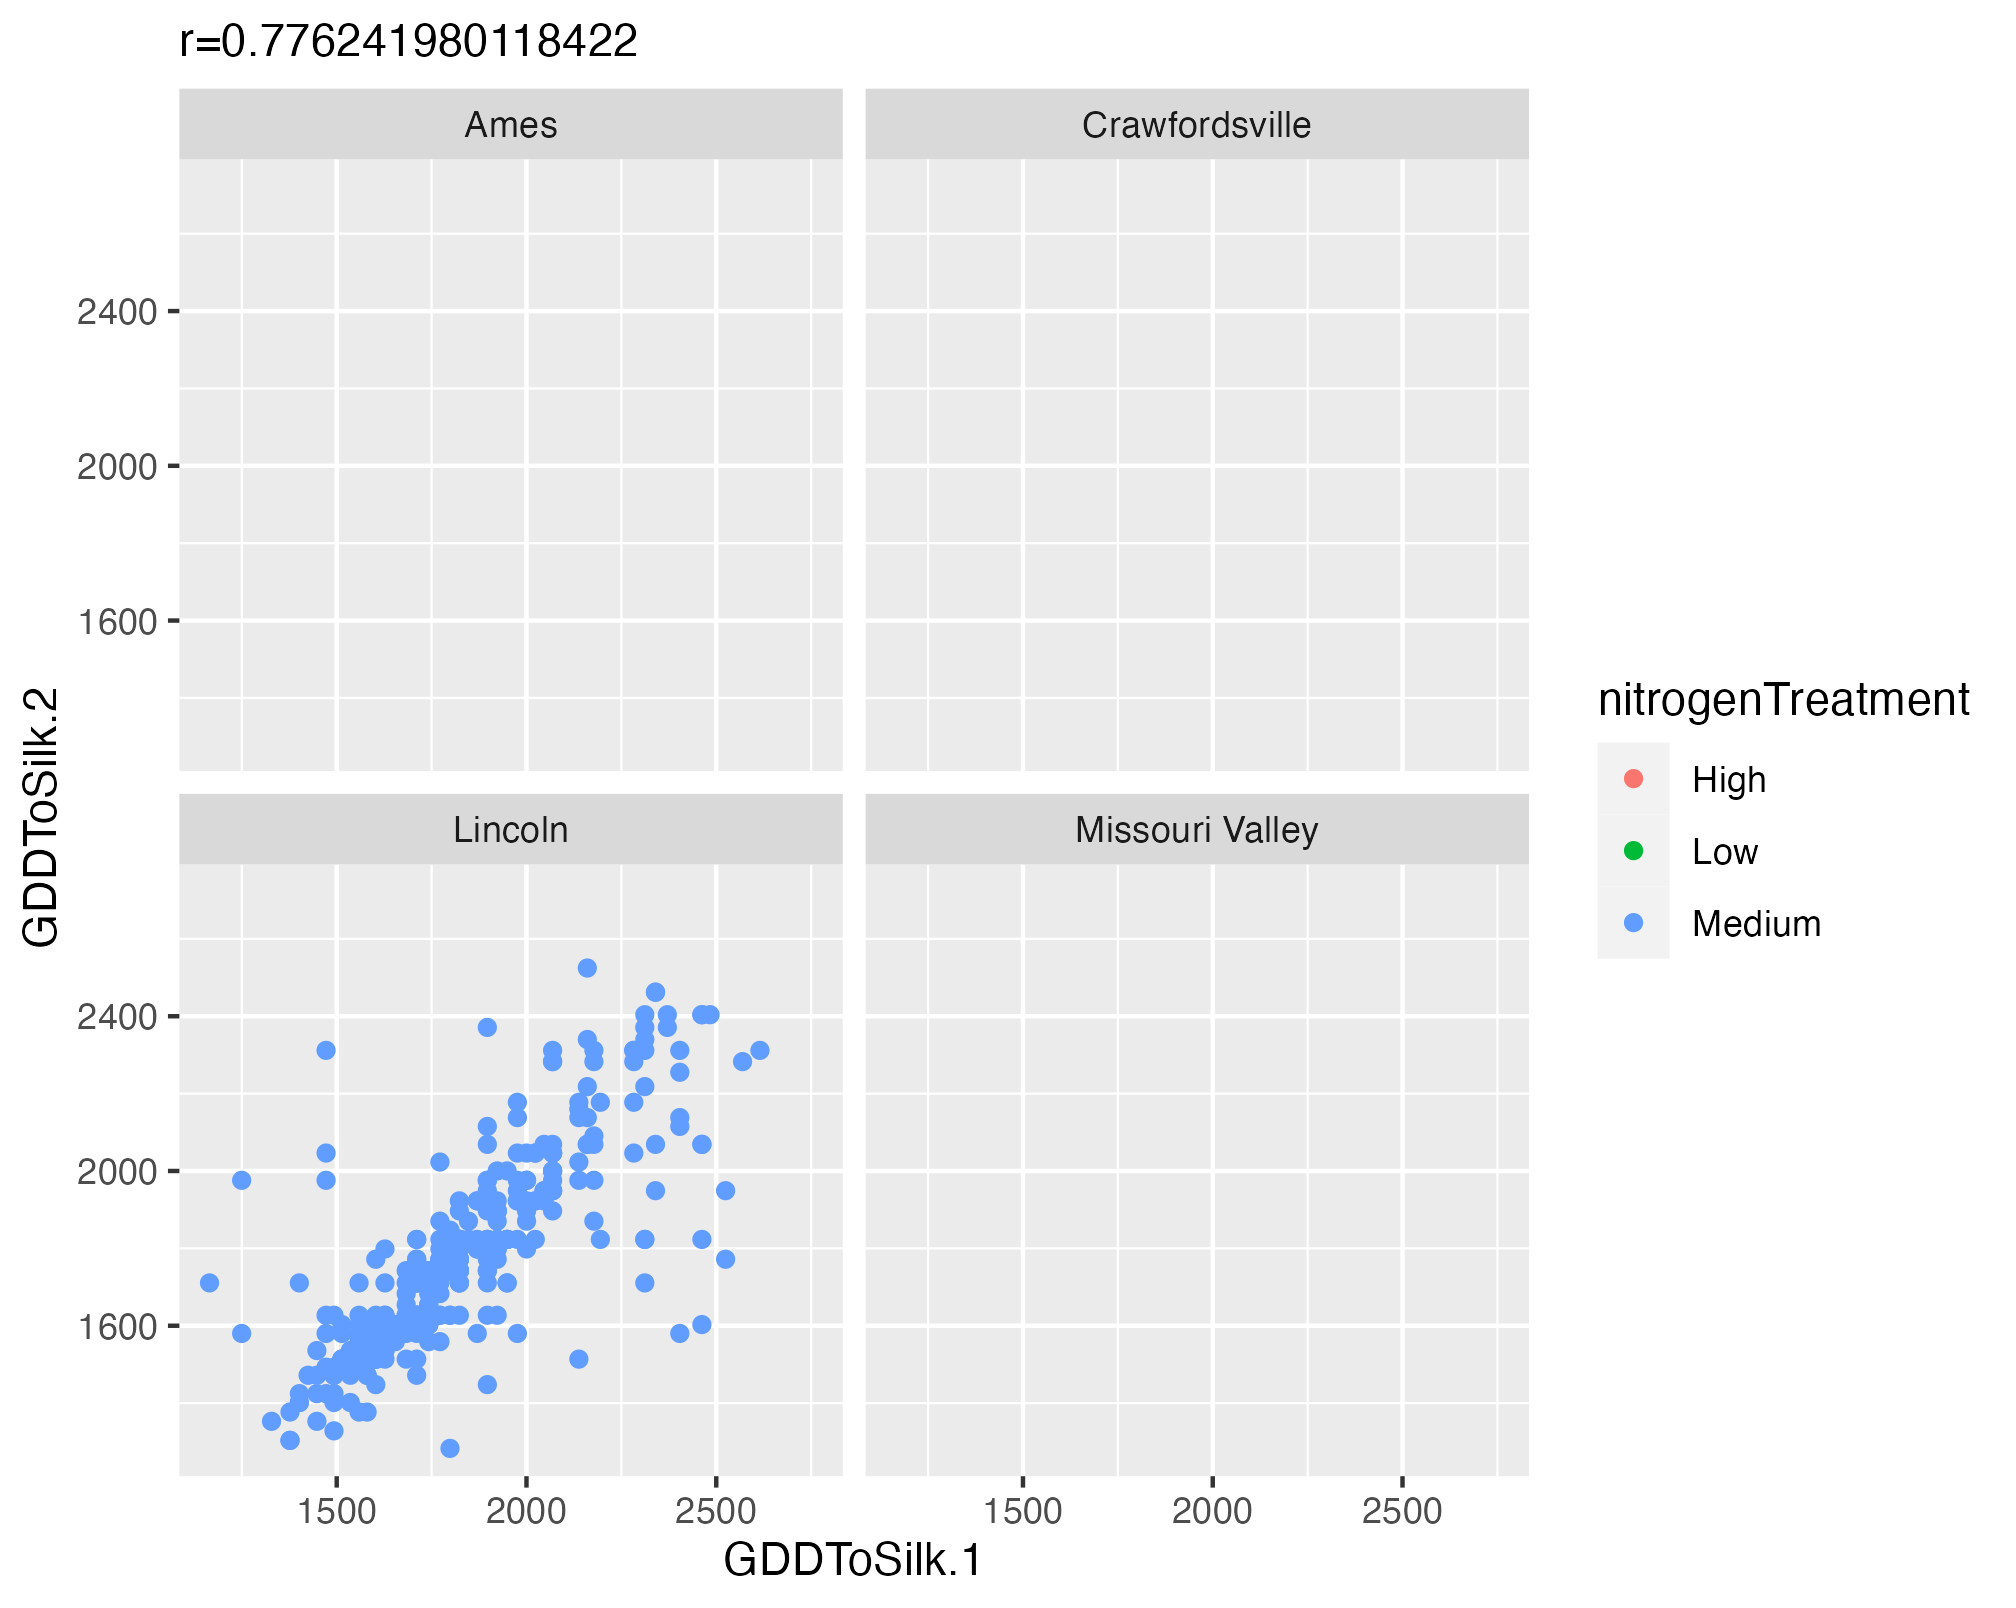 r=0.776241980118422
Ames
Crawfordsville
2400
2000
1600
GDDToSilk.2
Lincoln
Missouri Valley
2400
2000
1600
1500
2000
2500
1500
2000
2500
GDDToSilk.1
nitrogenTreatment
High
Low
Medium